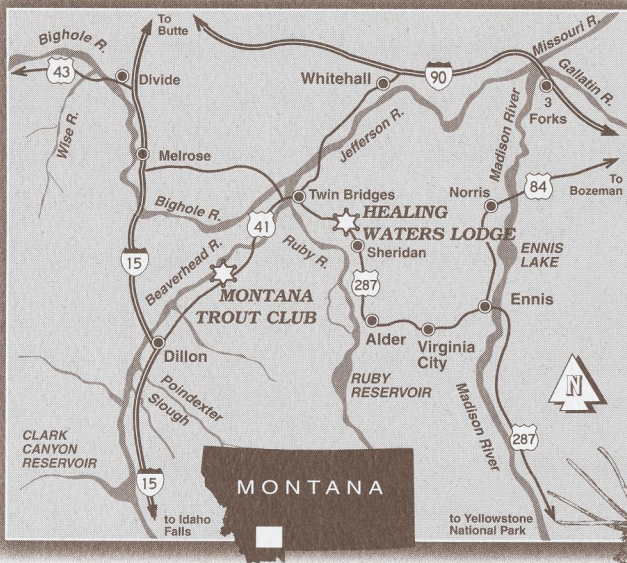 To
Butte
Bighole R.
43
Divide
Whitehall
90
Missouri R.
Gallatin R.
3
Forks
Wise R.
Jefferson R.
Madison River
Melrose
84
To
Bozeman
Twin Bridges
Norris
Bighole R.
HEALING
WATERS LODGE
41
Ruby R.
Sheridan
ENNIS
LAKE
15
Beaverhead R.
287
MONTANA
TROUT CLUB
Ennis
Alder
Virginia
City
Dillon
RUBY
RESERVOIR
N
Poindexter
Slough
Madison River
CLARK
CANYON
RESERVOIR
287
15
MONTANA
to Idaho
Falls
to Yellowstone
National Park